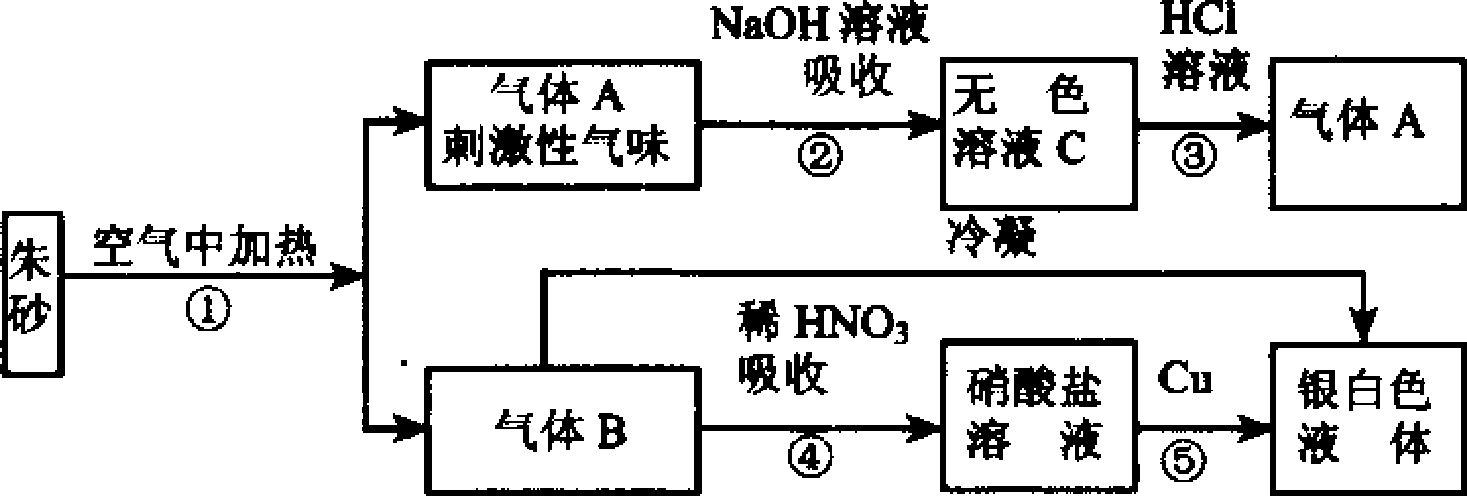 NaOH 溶液
吸收
HCl
溶液
气体 A
刺激性气味
②
无 色
溶液 C
③
气体 A
朱
砂
空气中加热
①
冷凝
稀 HNO₃
吸收
气体 B
④
硝酸盐
溶 液
Cu
⑤
银白色
液 体